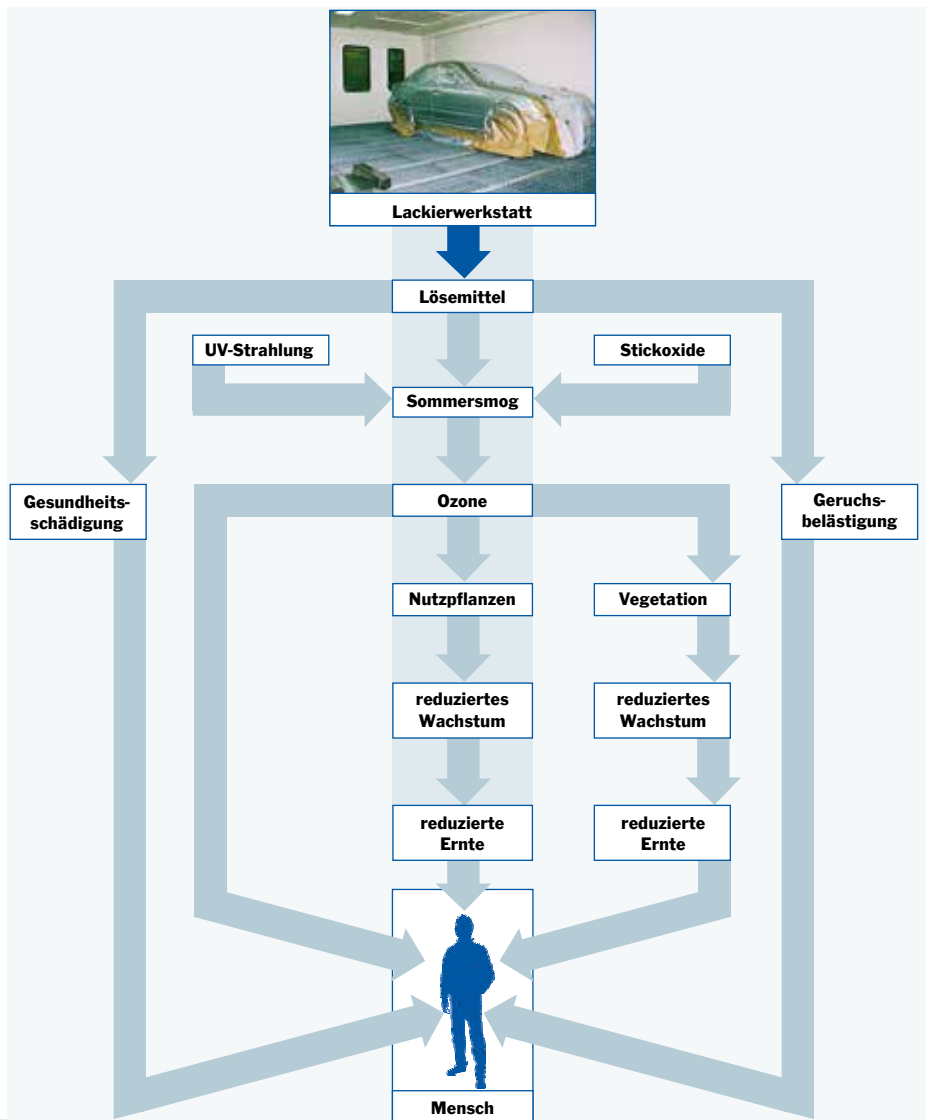 Lackierwerkstatt
Lösemittel
UV-Strahlung
Stickoxide
Sommersmog
Gesundheits-
schädigung
Ozone
Geruchs-
belästigung
Nutzpflanzen
Vegetation
reduziertes
Wachstum
reduziertes
Wachstum
reduzierte
Ernte
reduzierte
Ernte
Mensch